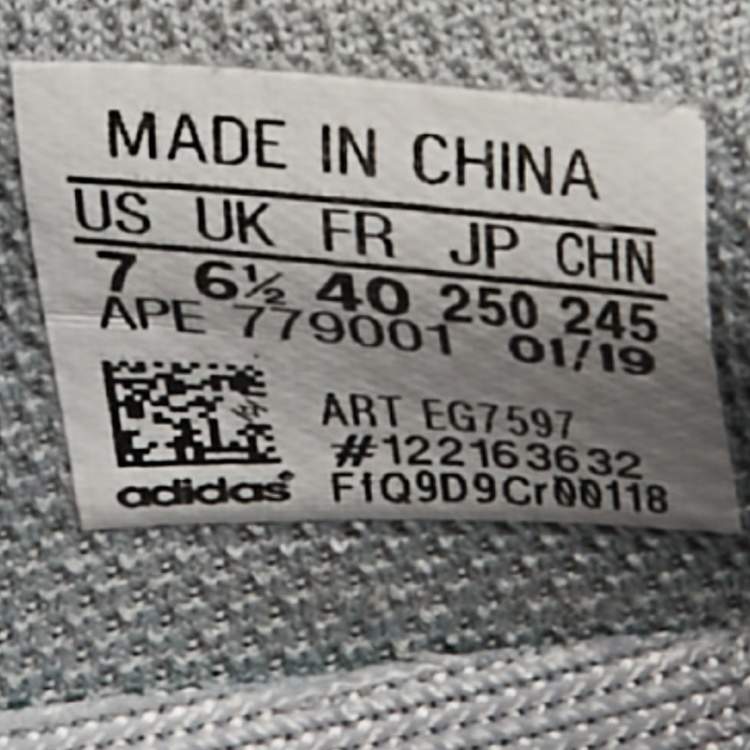 MADE IN CHINA
US UK FR JP CHN
7 6½ 40 250 245
APE 779001 01/19
ART EG7597
#122163632
F1Q9D9Cr00118
adidas